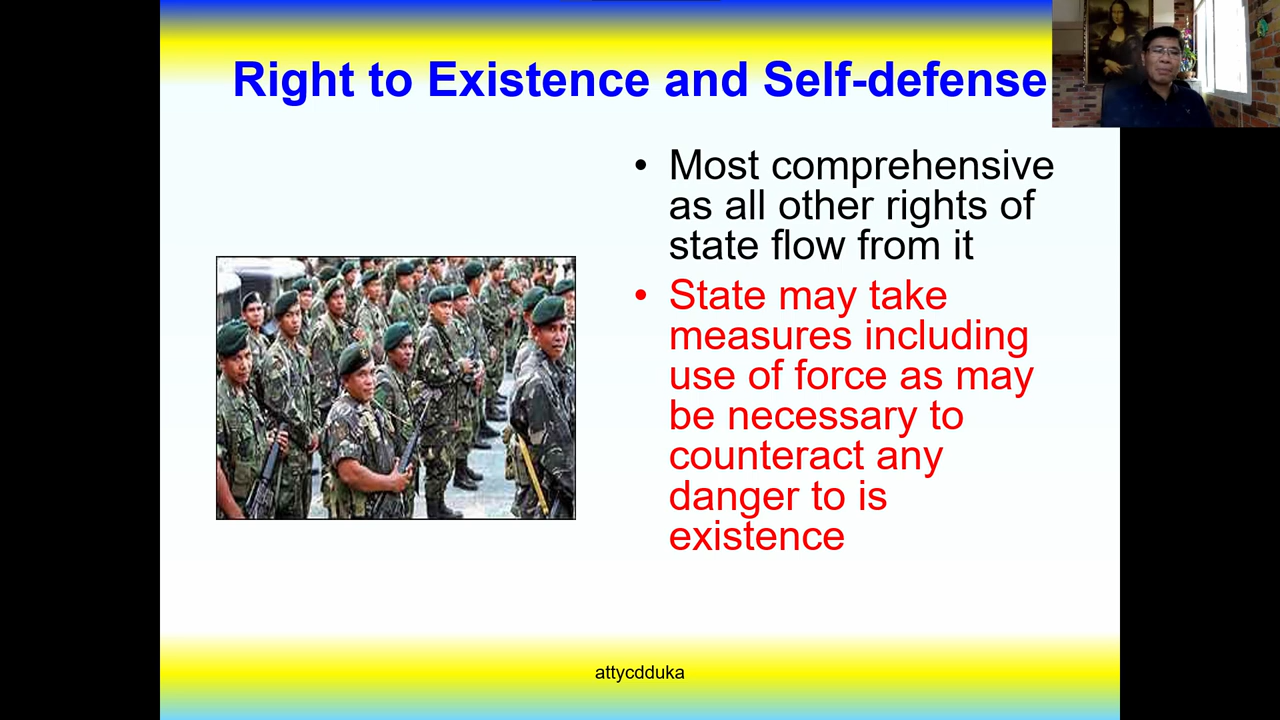 Right to Existence and Self-defense
• Most comprehensive
as all other rights of
state flow from it
• State may take
measures including
use of force as may
be necessary to
counteract any
danger to is
existence
attycdduka